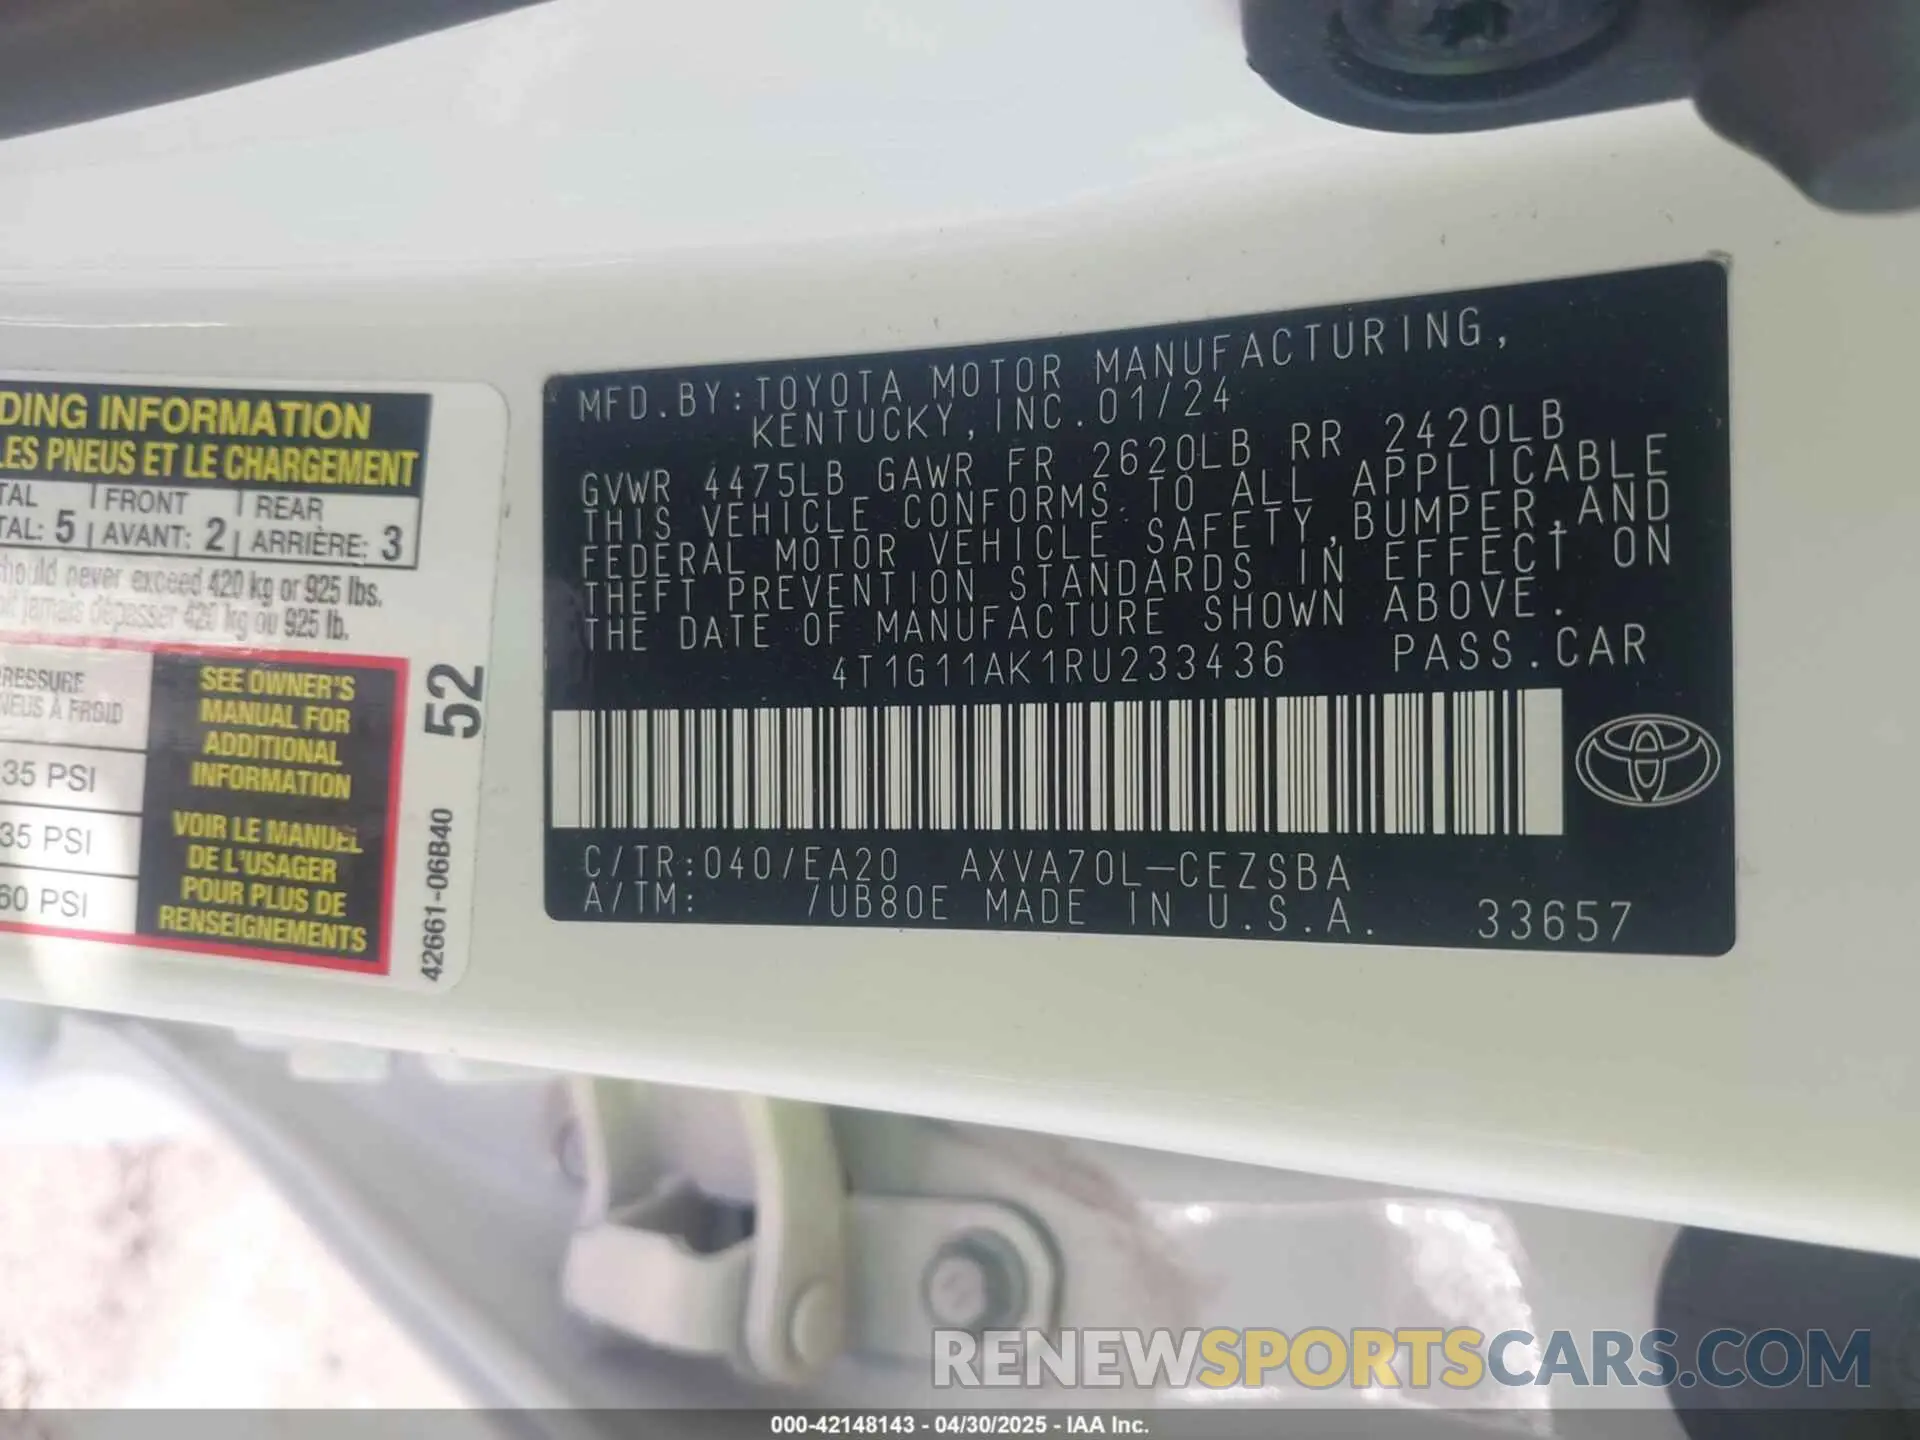 DING INFORMATION
LES PNEUS ET LE CHARGEMENT
TAL FRONT REAR
TAL: 5 AVANT: 2 ARRIÈRE: 3
should never exceed 420 kg or 925 lbs.
jamais dépasser 420 kg ou 925 lb.
PRESSURE
NEUS À FROID
35 PSI
35 PSI
60 PSI
SEE OWNER'S
MANUAL FOR
ADDITIONAL
INFORMATION
VOIR LE MANUEL
DE L'USAGER
POUR PLUS DE
RENSEIGNEMENTS
52
42661-06B40
MFD.BY:TOYOTA MOTOR MANUFACTURING,
KENTUCKY,INC.01/24
GVWR 4475LB GAWR FR 2620LB RR 2420LB
THIS VEHICLE CONFORMS TO ALL APPLICABLE
FEDERAL MOTOR VEHICLE SAFETY,BUMPER,AND
THEFT PREVENTION STANDARDS IN EFFECT ON
THE DATE OF MANUFACTURE SHOWN ABOVE.
4T1G11AK1RU233436 PASS.CAR
C/TR:040/EA20 AXVA70L-CEZSBA
A/TM: /UB80E MADE IN U.S.A. 33657
RENEWSPORTSCARS.COM
000-42148143 - 04/30/2025 - IAA Inc.